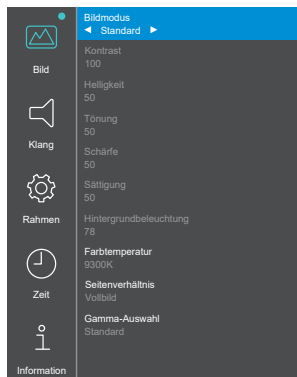 Bild
Klang
Rahmen
Zeit
Information
Bildmodus
Standard
Kontrast
100
Helligkeit
50
Tönung
50
Schärfe
50
Sättigung
50
Hintergrundbeleuchtung
78
Farbtemperatur
9300K
Seitenverhältnis
Vollbild
Gamma-Auswahl
Standard